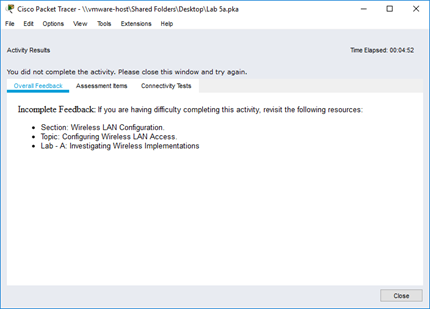 Cisco Packet Tracer - \\vmware-host\Shared Folders\Desktop\Lab 5a.pka
File Edit Options View Tools Extensions Help
Activity Results Time Elapsed: 00:04:52
You did not complete the activity. Please close this window and try again.
Overall Feedback Assessment Items Connectivity Tests
Incomplete Feedback: If you are having difficulty completing this activity, revisit the following resources:
• Section: Wireless LAN Configuration.
• Topic: Configuring Wireless LAN Access.
• Lab - A: Investigating Wireless Implementations
Close